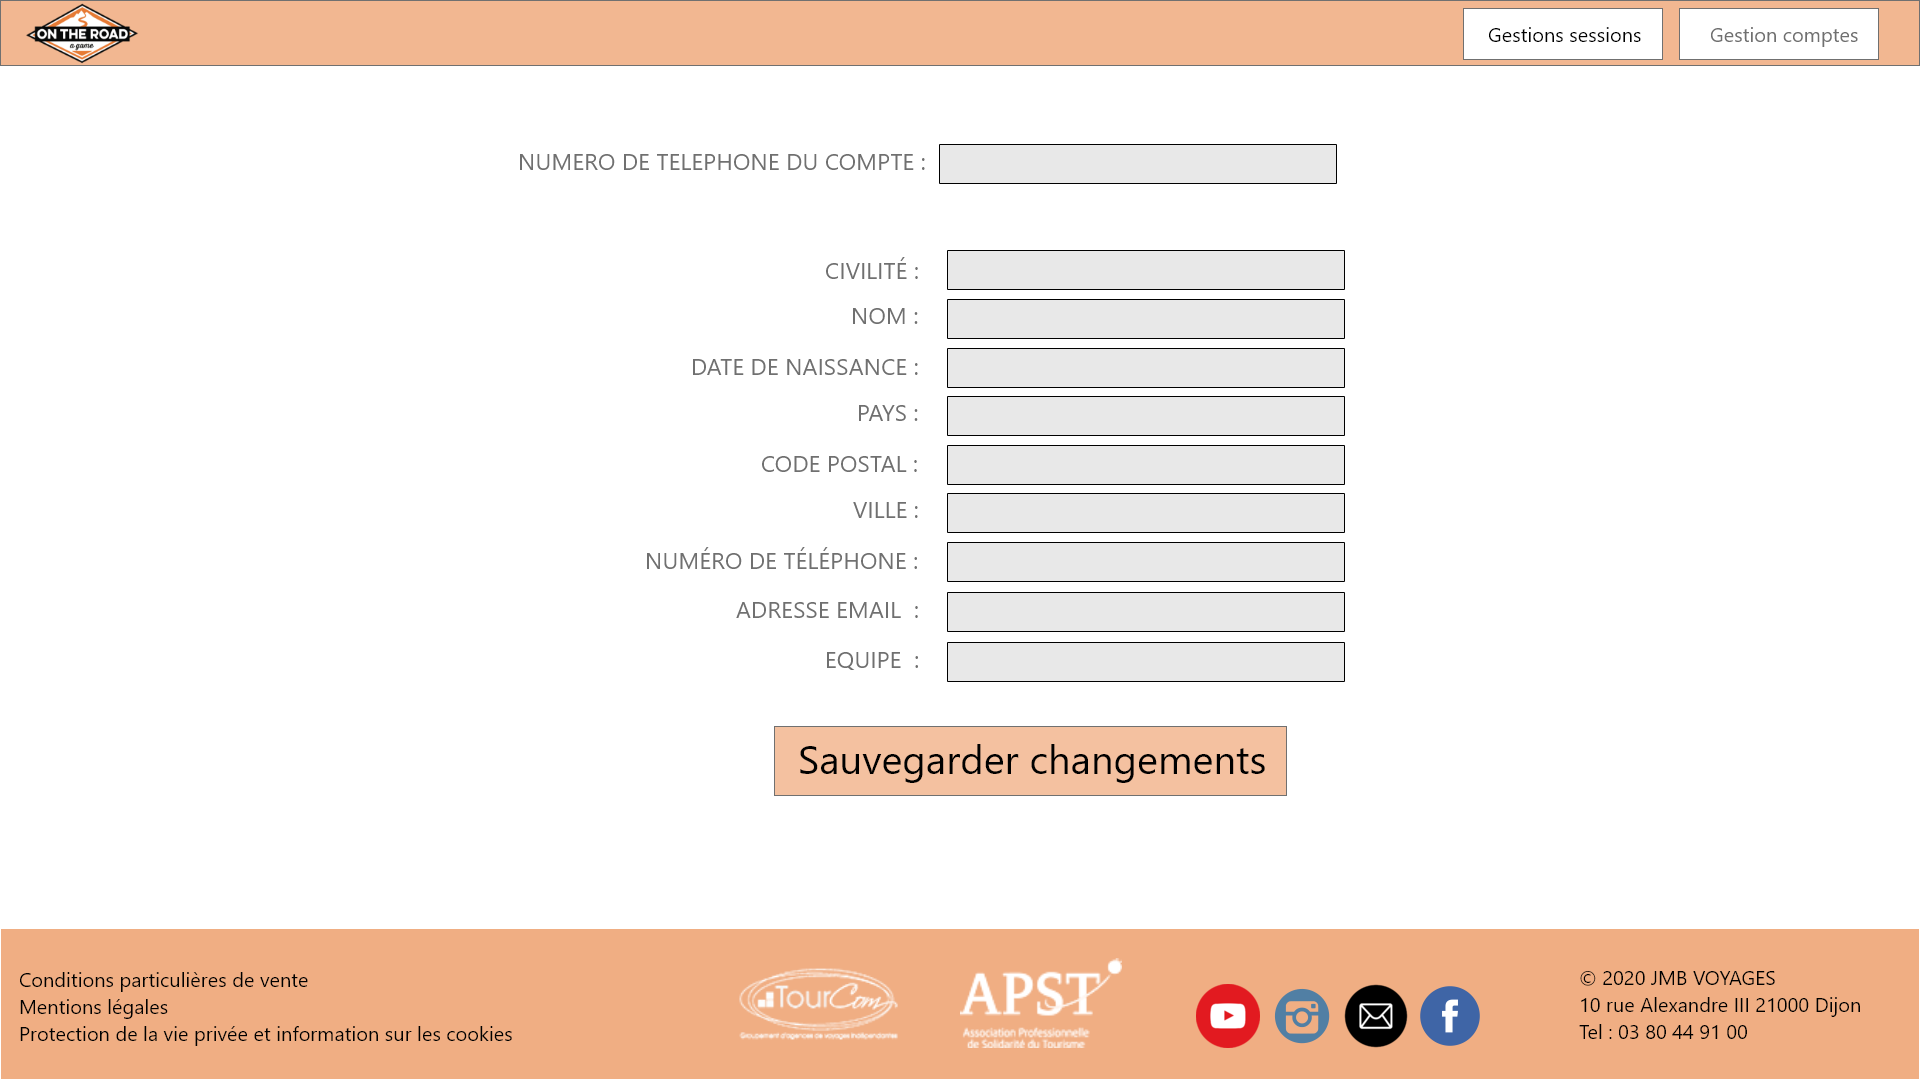 ON THE ROAD
a game
Gestions sessions
Gestion comptes
NUMERO DE TELEPHONE DU COMPTE :
CIVILITÉ :
NOM :
DATE DE NAISSANCE :
PAYS :
CODE POSTAL :
VILLE :
NUMÉRO DE TÉLÉPHONE :
ADRESSE EMAIL :
EQUIPE :
Sauvegarder changements
Conditions particulières de vente
Mentions légales
Protection de la vie privée et information sur les cookies
TourCom
Groupement d'agences de voyages indépendantes
APST
Association Professionnelle
de Solidarité du Tourisme
© 2020 JMB VOYAGES
10 rue Alexandre III 21000 Dijon
Tel : 03 80 44 91 00